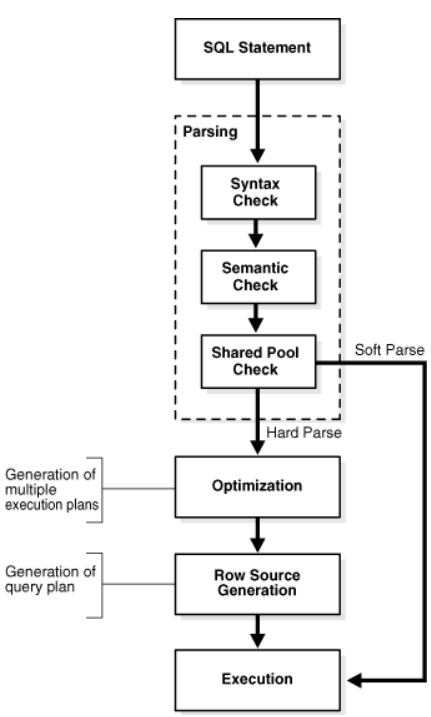 SQL Statement
Parsing
Syntax
Check
Semantic
Check
Shared Pool
Check
Soft Parse
Hard Parse
Generation of
multiple
execution plans
Optimization
Generation of
query plan
Row Source
Generation
Execution